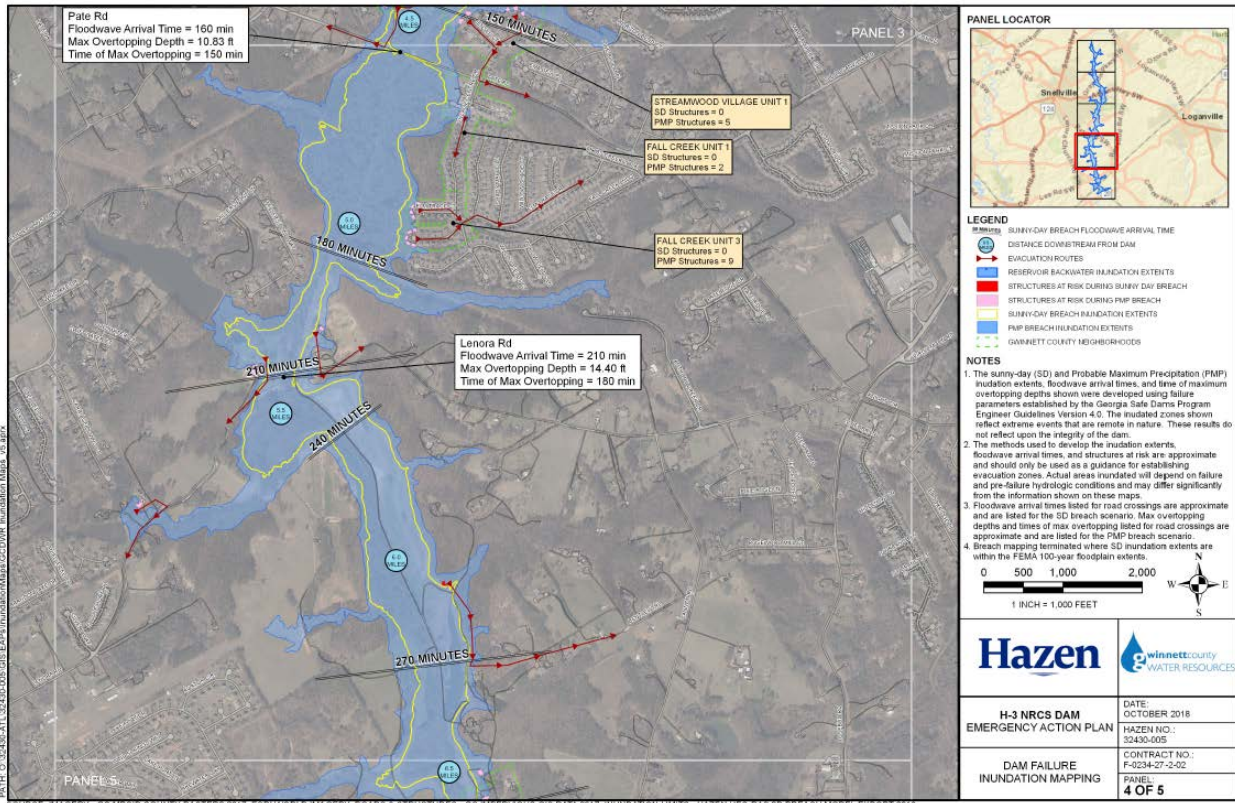 Pate Rd
Floodwave Arrival Time = 160 min
Max Overtopping Depth = 10.83 ft
Time of Max Overtopping = 150 min
4.5 MILES
150 MINUTES
PANEL 3
STREAMWOOD VILLAGE UNIT 1
SD Structures = 0
PMP Structures = 5
FALL CREEK UNIT 1
SD Structures = 0
PMP Structures = 2
FALL CREEK UNIT 3
SD Structures = 0
PMP Structures = 9
5.0 MILES
180 MINUTES
Lenora Rd
Floodwave Arrival Time = 210 min
Max Overtopping Depth = 14.40 ft
Time of Max Overtopping = 180 min
210 MINUTES
5.5 MILES
240 MINUTES
6.0 MILES
270 MINUTES
6.5 MILES
PANEL 5
PANEL LOCATOR
Snellville
Loganville
LEGEND
SUNNY-DAY BREACH FLOODWAVE ARRIVAL TIME
DISTANCE DOWNSTREAM FROM DAM
EVACUATION ROUTES
RESERVOIR BACKWATER INUNDATION EXTENTS
STRUCTURES AT RISK DURING SUNNY DAY BREACH
STRUCTURES AT RISK DURING PMP BREACH
SUNNY-DAY BREACH INUNDATION EXTENTS
PMP BREACH INUNDATION EXTENTS
GWINNETT COUNTY NEIGHBORHOODS
NOTES
1. The sunny-day (SD) and Probable Maximum Precipitation (PMP)
inudation extents, floodwave arrival times, and time of maximum
overtopping depths shown were developed using failure
parameters established by the Georgia Safe Dams Program
Engineer Guidelines Version 4.0. The inudated zones shown
reflect extreme events that are remote in nature. These results do
not reflect upon the integrity of the dam.
2. The methods used to develop the inudation extents,
floodwave arrival times, and structures at risk are approximate
and should only be used as a guidance for establishing
evacuation zones. Actual areas inundated will depend on failure
and pre-failure hydrologic conditions and may differ significantly
from the information shown on these maps.
3. Floodwave arrival times listed for road crossings are approximate
and are listed for the SD breach scenario. Max overtopping
depths and times of max overtopping listed for road crossings are
approximate and are listed for the PMP breach scenario.
4. Breach mapping terminated where SD inundation extents are
within the FEMA 100-year floodplain extents.
0 500 1,000 2,000
1 INCH = 1,000 FEET
N
W E
S
Hazen
gwinnettcounty
WATER RESOURCES
H-3 NRCS DAM
EMERGENCY ACTION PLAN
DATE:
OCTOBER 2018
HAZEN NO.:
32430-005
DAM FAILURE
INUNDATION MAPPING
CONTRACT NO.:
F-0234-27-2-02
PANEL:
4 OF 5